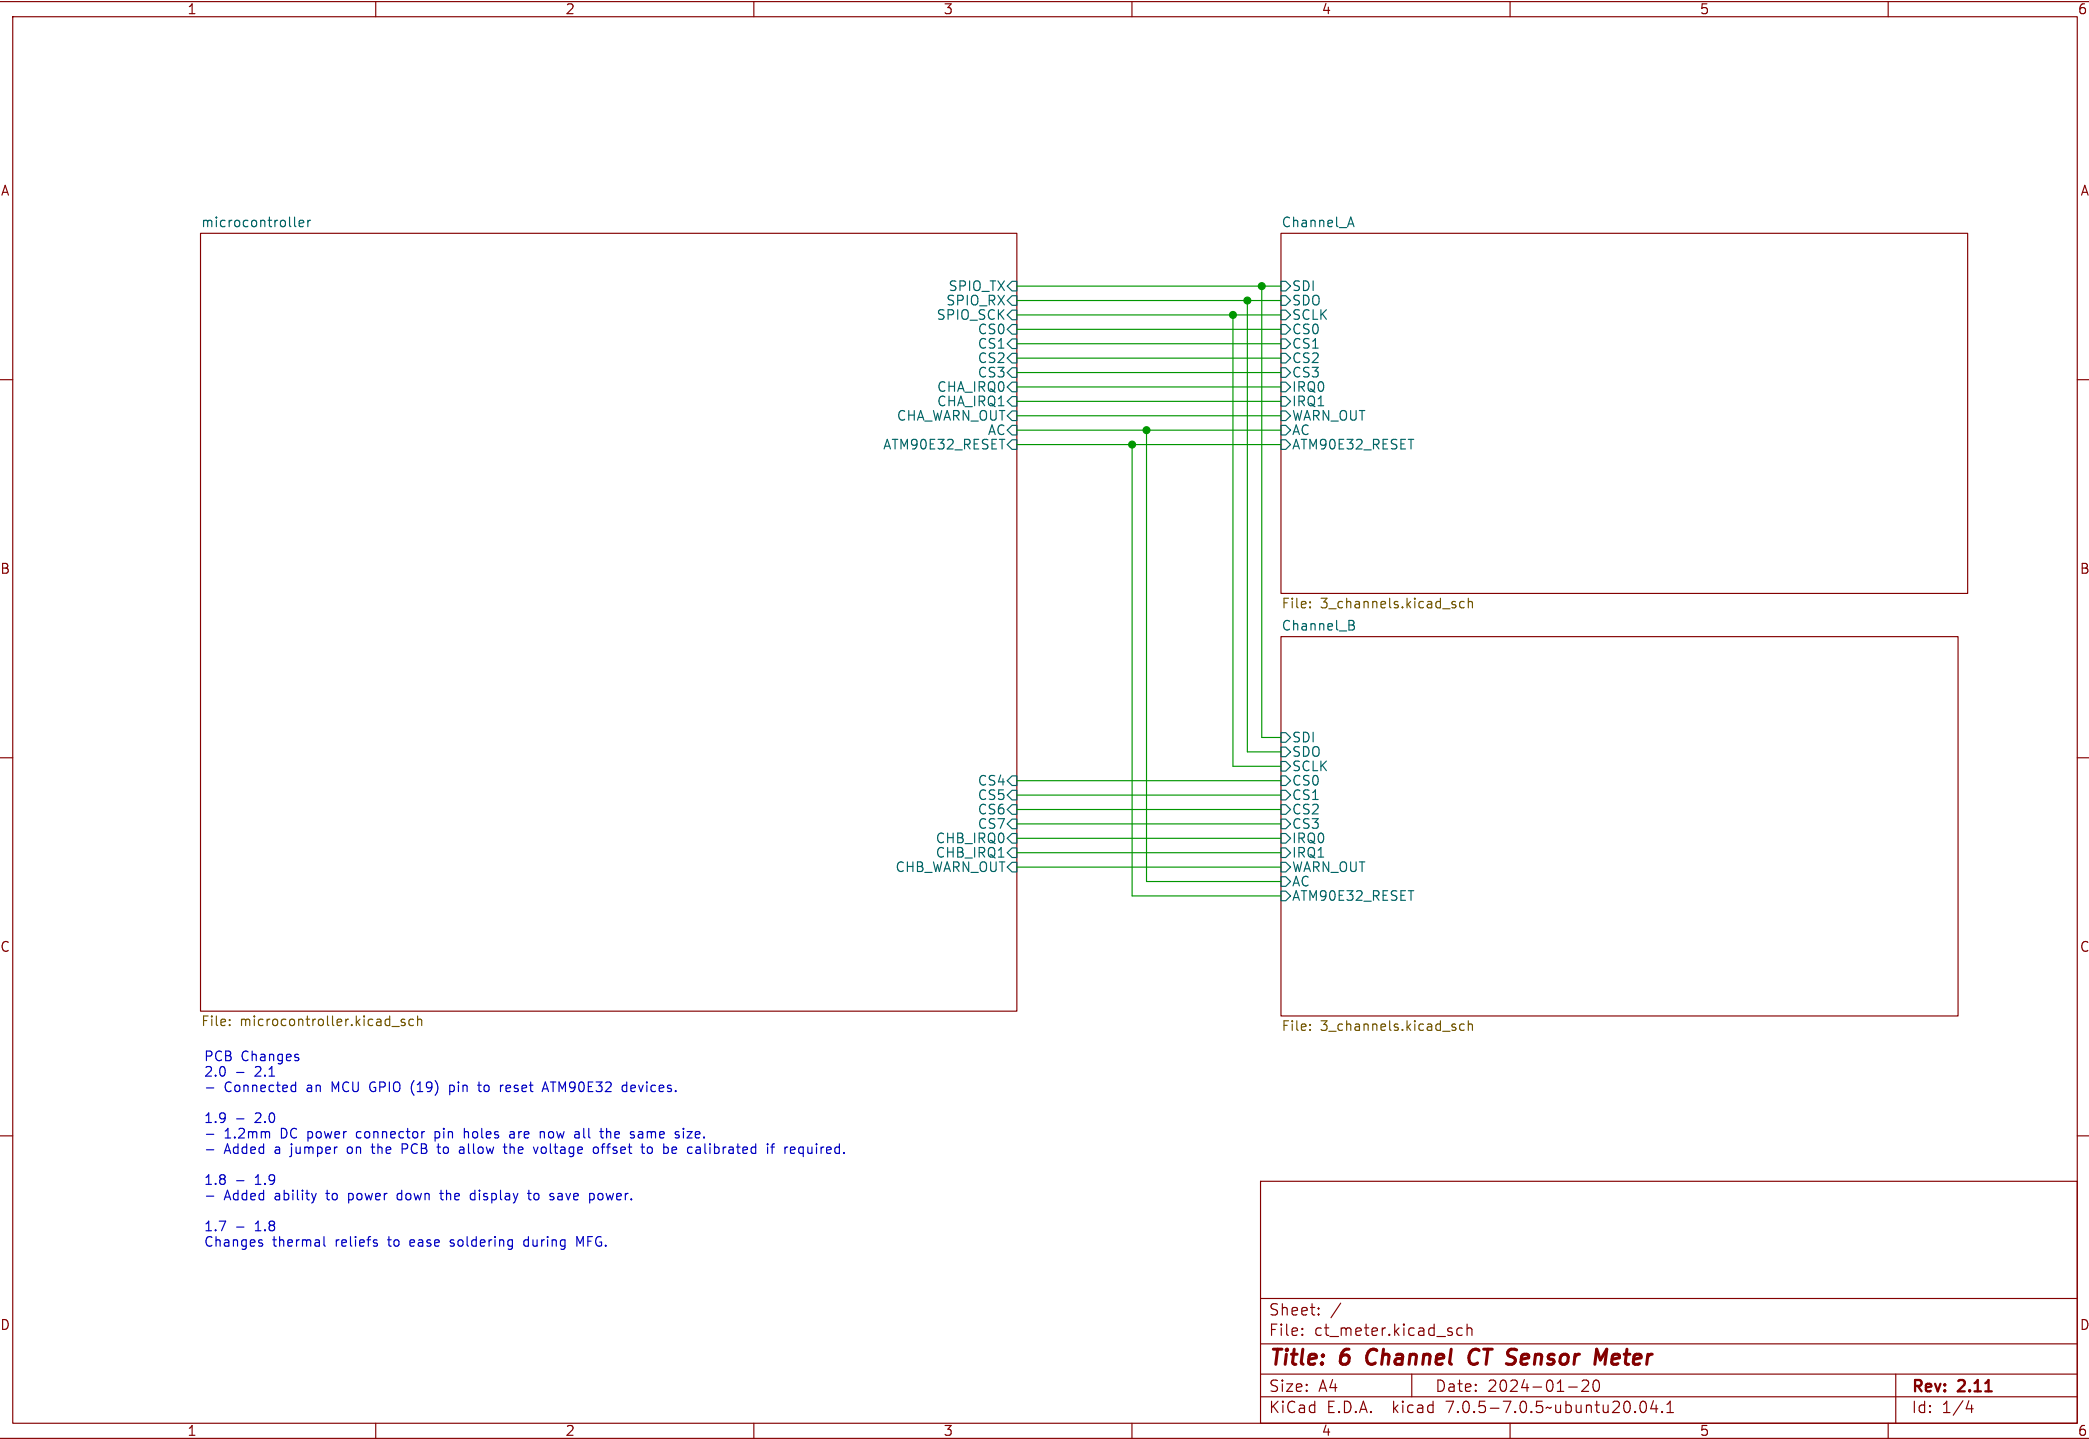 1 2 3 4 5 6
A A
microcontroller
Channel_A
SPIO_TX SDI
SPIO_RX SDO
SPIO_SCK SCLK
CS0 CS0
CS1 CS1
CS2 CS2
CS3 CS3
CHA_IRQ0 IRQ0
CHA_IRQ1 IRQ1
CHA_WARN_OUT WARN_OUT
AC AC
ATM90E32_RESET ATM90E32_RESET
B B
File: 3_channels.kicad_sch
Channel_B
SDI
SDO
SCLK
CS4 CS0
CS5 CS1
CS6 CS2
CS7 CS3
CHB_IRQ0 IRQ0
CHB_IRQ1 IRQ1
CHB_WARN_OUT WARN_OUT
AC
ATM90E32_RESET
C C
File: microcontroller.kicad_sch
File: 3_channels.kicad_sch
PCB Changes
2.0 - 2.1
- Connected an MCU GPIO (19) pin to reset ATM90E32 devices.
1.9 - 2.0
- 1.2mm DC power connector pin holes are now all the same size.
- Added a jumper on the PCB to allow the voltage offset to be calibrated if required.
1.8 - 1.9
- Added ability to power down the display to save power.
1.7 - 1.8
Changes thermal reliefs to ease soldering during MFG.
D D
Sheet: /
File: ct_meter.kicad_sch
Title: 6 Channel CT Sensor Meter
Size: A4 Date: 2024-01-20 Rev: 2.11
KiCad E.D.A. kicad 7.0.5-7.0.5~ubuntu20.04.1 Id: 1/4
1 2 3 4 5 6